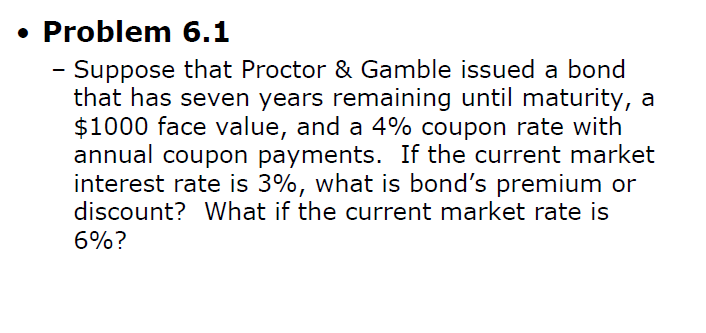 • Problem 6.1
– Suppose that Proctor & Gamble issued a bond
that has seven years remaining until maturity, a
$1000 face value, and a 4% coupon rate with
annual coupon payments.  If the current market
interest rate is 3%, what is bond’s premium or
discount?  What if the current market rate is
6%?